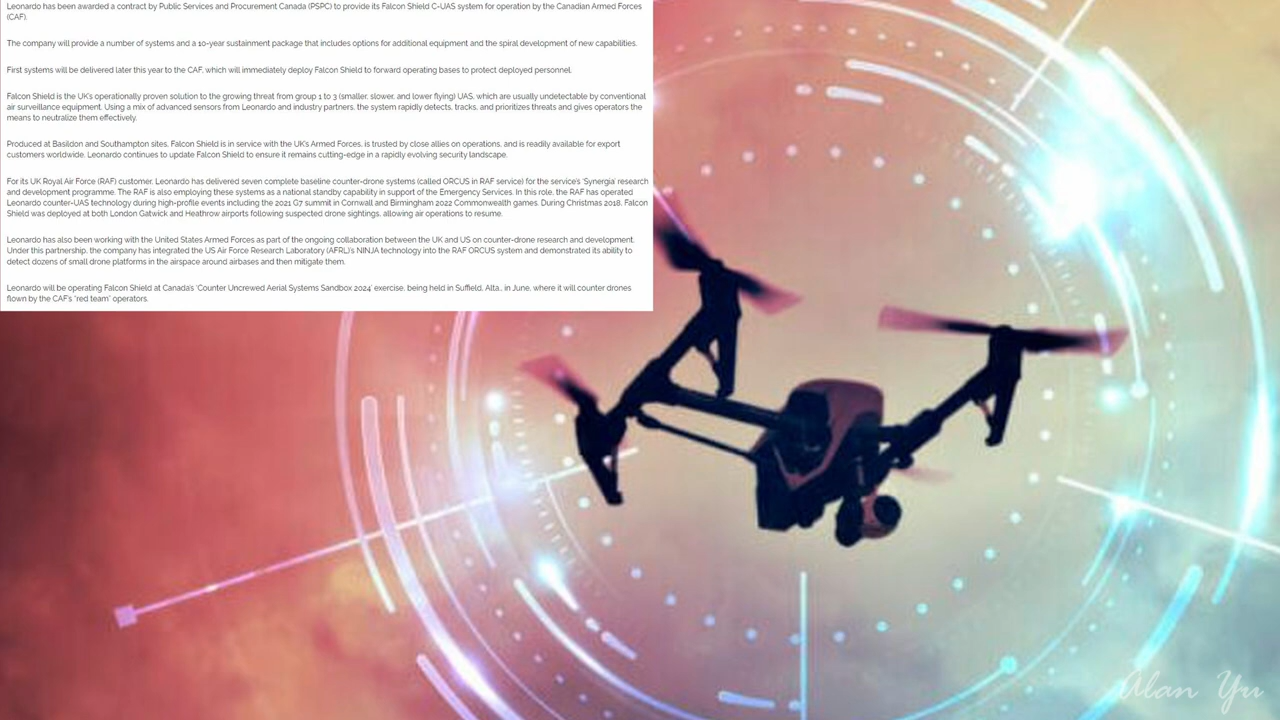 Leonardo has been awarded a contract by Public Services and Procurement Canada (PSPC) to provide its Falcon Shield C-UAS system for operation by the Canadian Armed Forces
(CAF).
The company will provide a number of systems and a 10-year sustainment package that includes options for additional equipment and the spiral development of new capabilities.
First systems will be delivered later this year to the CAF, which will immediately deploy Falcon Shield to forward operating bases to protect deployed personnel.
Falcon Shield is the UK's operationally proven solution to the growing threat from group 1 to 3 (smaller, slower, and lower flying) UAS, which are usually undetectable by conventional
air surveillance equipment. Using a mix of advanced sensors from Leonardo and industry partners, the system rapidly detects, tracks, and prioritizes threats and gives operators the
means to neutralize them effectively.
Produced at Basildon and Southampton sites, Falcon Shield is in service with the UK's Armed Forces, is trusted by close allies on operations, and is readily available for export
customers worldwide. Leonardo continues to update Falcon Shield to ensure it remains cutting-edge in a rapidly evolving security landscape.
For its UK Royal Air Force (RAF) customer, Leonardo has delivered seven complete baseline counter-drone systems (called ORCUS in RAF service) for the service's 'Synergia' research
and development programme. The RAF is also employing these systems as a national standby capability in support of the Emergency Services. In this role, the RAF has operated
Leonardo counter-UAS technology during high-profile events including the 2021 G7 summit in Cornwall and Birmingham 2022 Commonwealth games. During Christmas 2018, Falcon
Shield was deployed at both London Gatwick and Heathrow airports following suspected drone sightings, allowing air operations to resume.
Leonardo has also been working with the United States Armed Forces as part of the ongoing collaboration between the UK and US on counter-drone research and development.
Under this partnership, the company has integrated the US Air Force Research Laboratory (AFRL)'s NINJA technology into the RAF ORCUS system and demonstrated its ability to
detect dozens of small drone platforms in the airspace around airbases and then mitigate them.
Leonardo will be operating Falcon Shield at Canada's 'Counter Uncrewed Aerial Systems Sandbox 2024' exercise, being held in Suffield, Alta., in June, where it will counter drones
flown by the CAF's "red team" operators.
Alan Yu